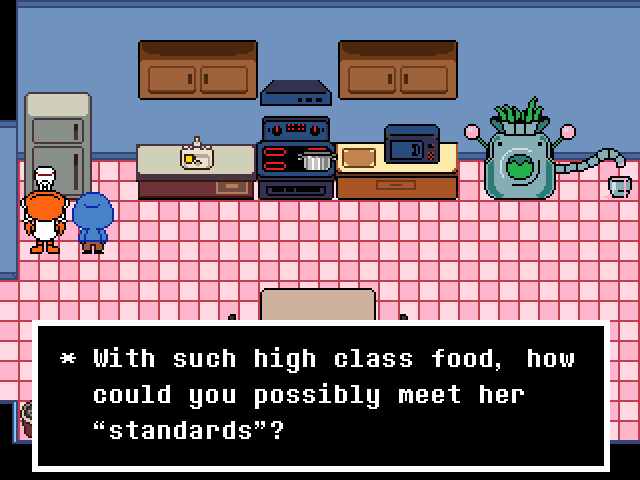 * With such high class food, how
could you possibly meet her
“standards”?